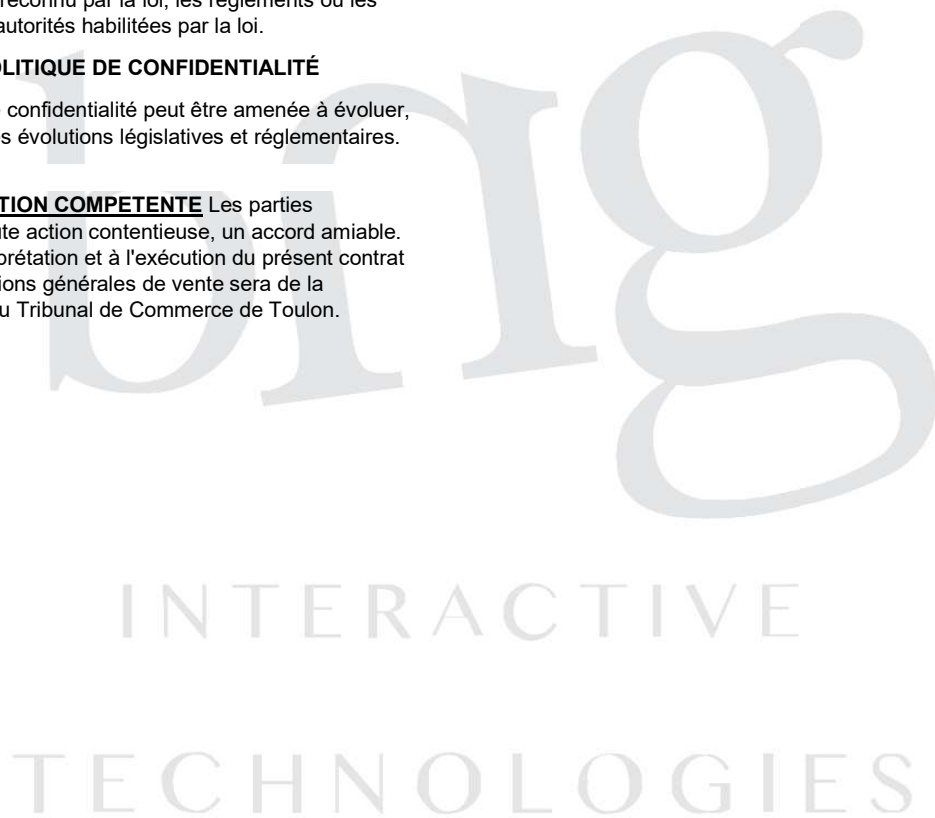 reconnu par la loi, les règlements ou les
autorités habilitées par la loi.
LITIQUE DE CONFIDENTIALITÉ
confidentialité peut être amenée à évoluer,
s évolutions législatives et réglementaires.
TION COMPETENTE Les parties
te action contentieuse, un accord amiable.
prétation et à l'exécution du présent contrat
ions générales de vente sera de la
u Tribunal de Commerce de Toulon.
bng
INTERACTIVE
TECHNOLOGIES